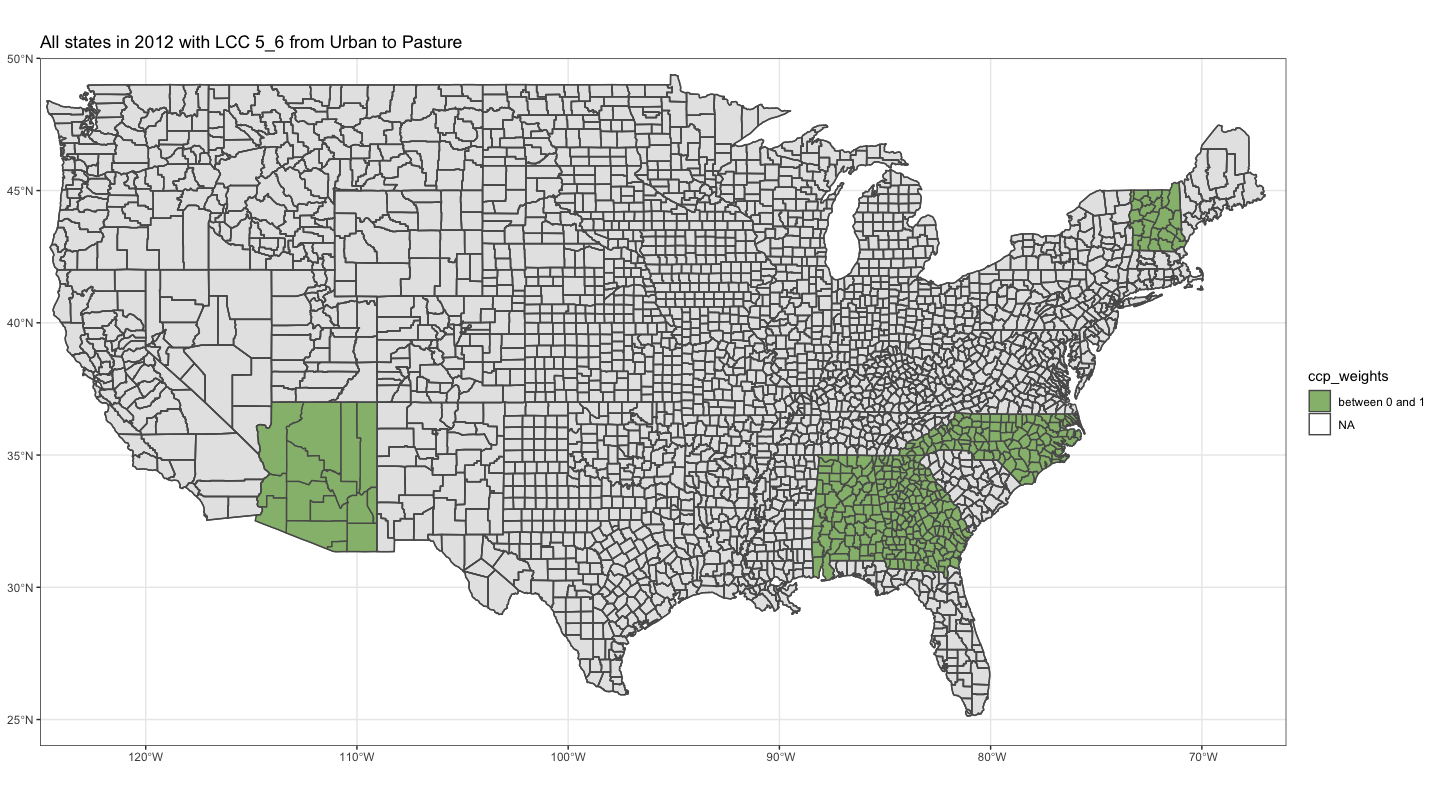 All states in 2012 with LCC 5_6 from Urban to Pasture
50°N
45°N
40°N
35°N
30°N
25°N
120°W
110°W
100°W
90°W
80°W
70°W
ccp_weights
between 0 and 1
NA